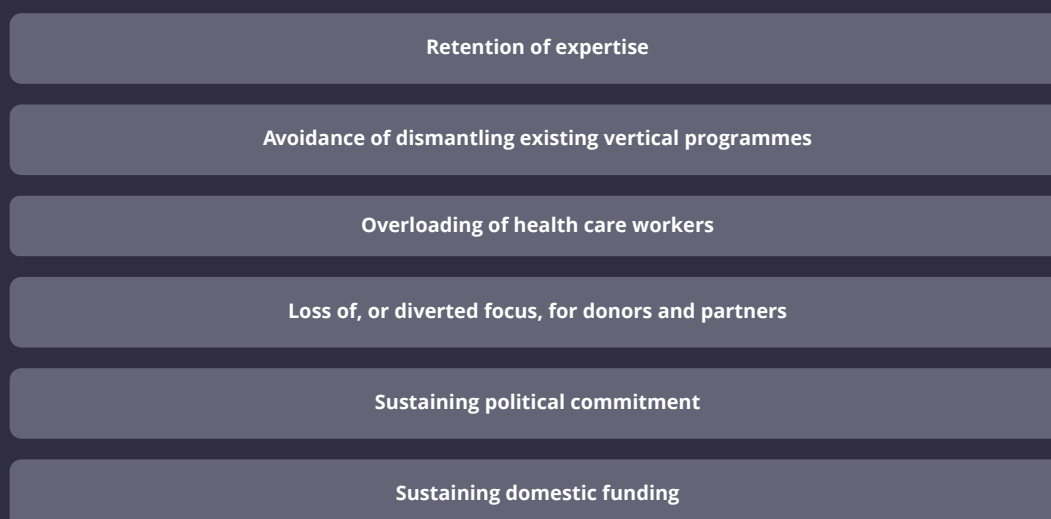 Retention of expertise
Avoidance of dismantling existing vertical programmes
Overloading of health care workers
Loss of, or diverted focus, for donors and partners
Sustaining political commitment
Sustaining domestic funding